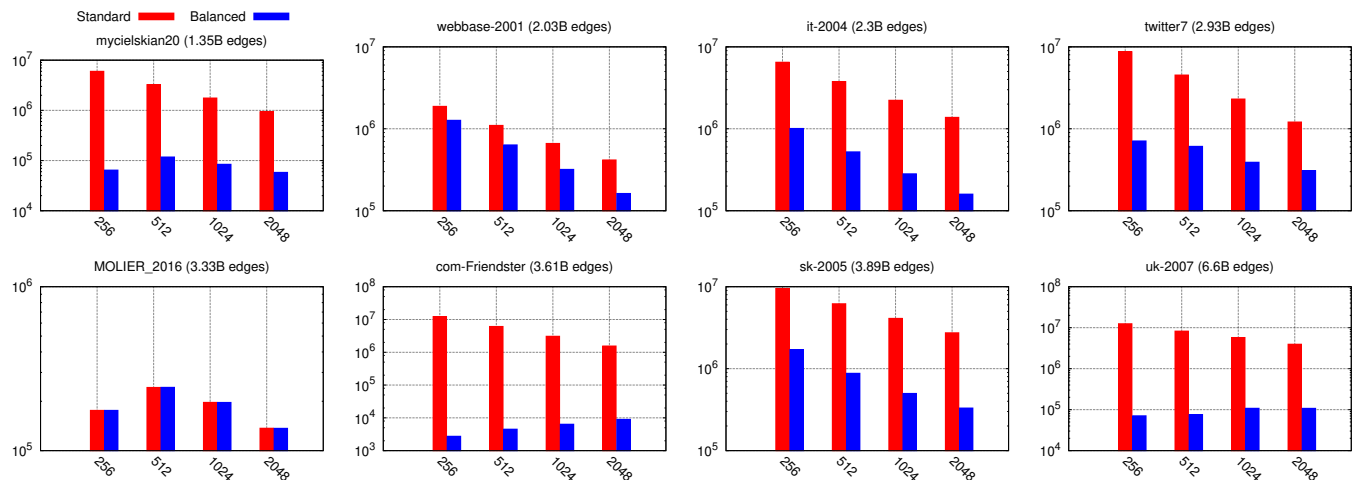 Standard Balanced
mycielskian20 (1.35B edges)
10^7
10^6
10^5
10^4
256 512 1024 2048
webbase-2001 (2.03B edges)
10^7
10^6
10^5
256 512 1024 2048
it-2004 (2.3B edges)
10^7
10^6
10^5
256 512 1024 2048
twitter7 (2.93B edges)
10^7
10^6
10^5
256 512 1024 2048
MOLIER_2016 (3.33B edges)
10^6
10^5
256 512 1024 2048
com-Friendster (3.61B edges)
10^8
10^7
10^6
10^5
10^4
10^3
256 512 1024 2048
sk-2005 (3.89B edges)
10^7
10^6
10^5
256 512 1024 2048
uk-2007 (6.6B edges)
10^8
10^7
10^6
10^5
10^4
256 512 1024 2048